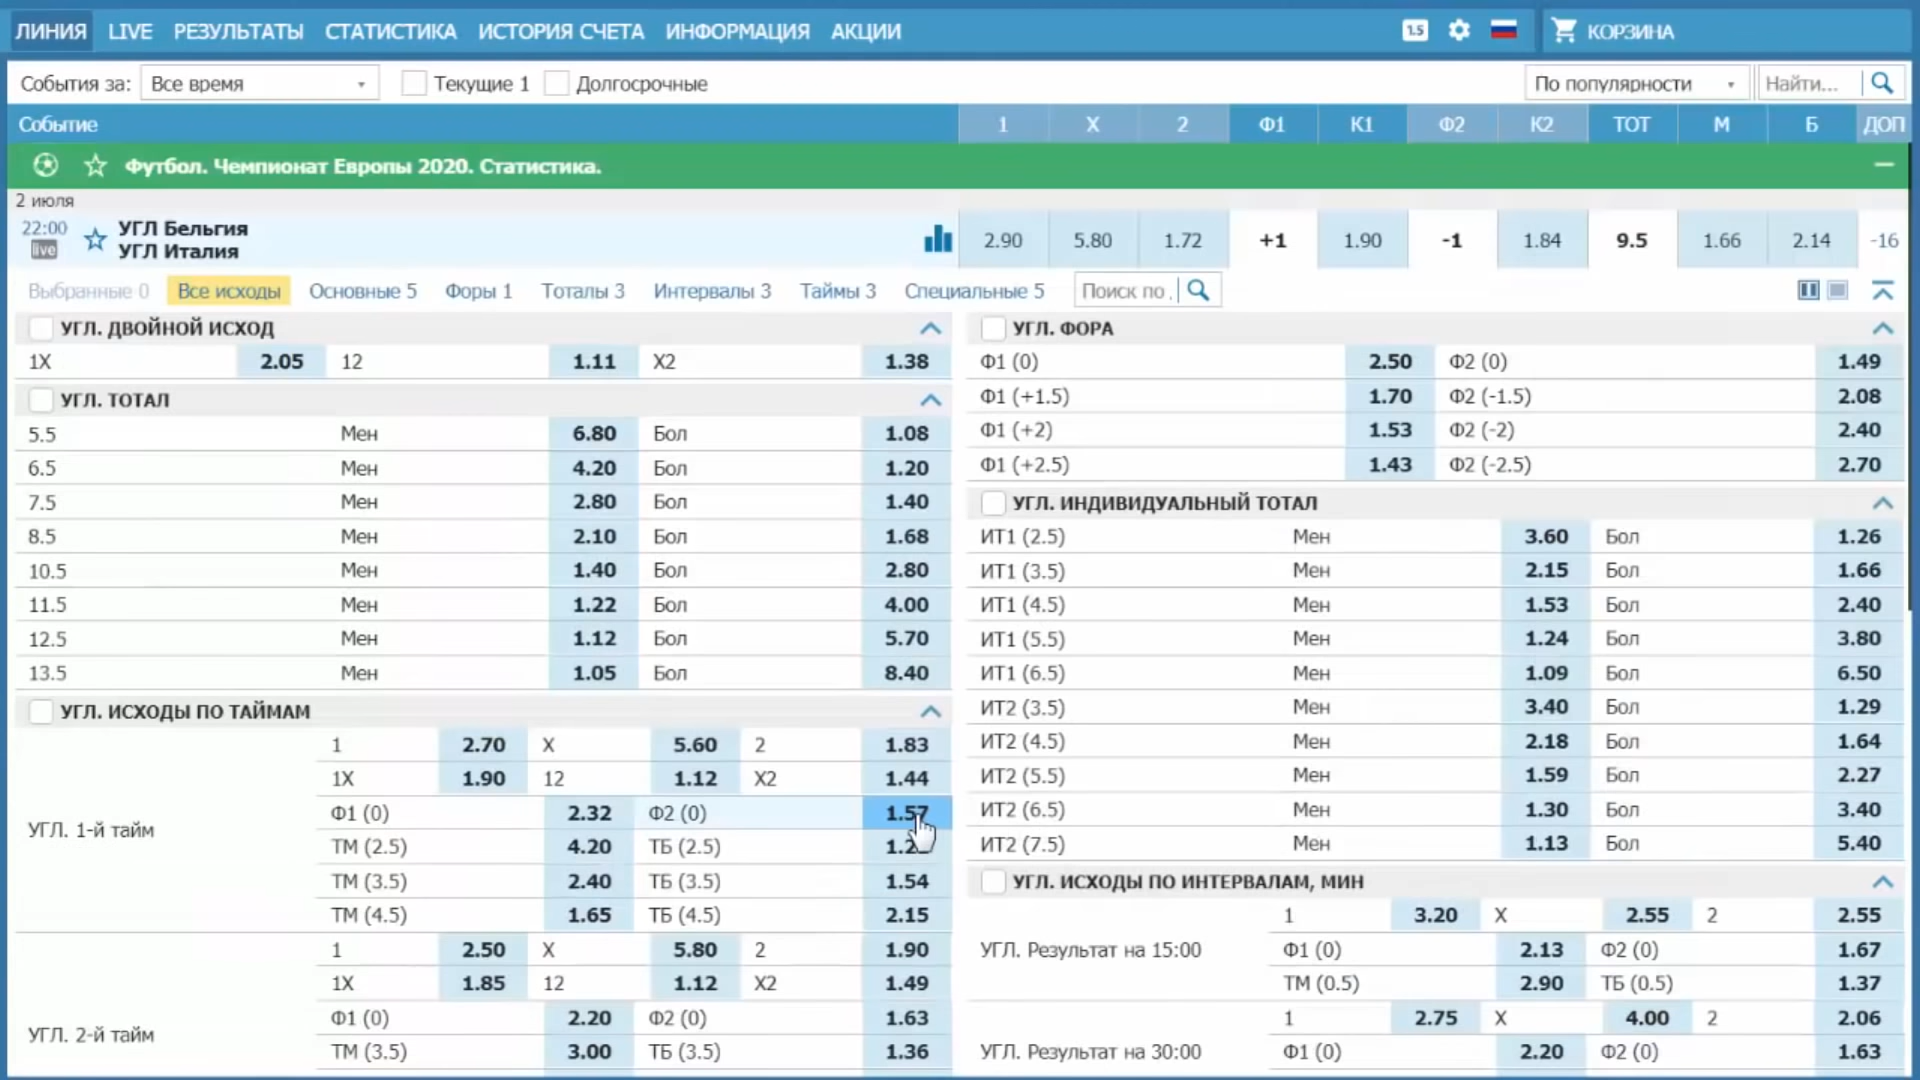 ЛИНИЯ LIVE РЕЗУЛЬТАТЫ СТАТИСТИКА ИСТОРИЯ СЧЕТА ИНФОРМАЦИЯ АКЦИИ 1.5 КОРЗИНА
События за: Все время Текущие 1 Долгосрочные По популярности Найти...
Событие 1 X 2 Ф1 К1 Ф2 К2 ТОТ М Б ДОП
Футбол. Чемпионат Европы 2020. Статистика.
2 июля
22:00 УГЛ Бельгия
live УГЛ Италия
2.90 5.80 1.72 +1 1.90 -1 1.84 9.5 1.66 2.14 -16
Выбранные 0 Все исходы Основные 5 Форы 1 Тоталы 3 Интервалы 3 Таймы 3 Специальные 5 Поиск по
УГЛ. ДВОЙНОЙ ИСХОД
1X 2.05 12 1.11 X2 1.38
УГЛ. ТОТАЛ
5.5 Мен 6.80 Бол 1.08
6.5 Мен 4.20 Бол 1.20
7.5 Мен 2.80 Бол 1.40
8.5 Мен 2.10 Бол 1.68
10.5 Мен 1.40 Бол 2.80
11.5 Мен 1.22 Бол 4.00
12.5 Мен 1.12 Бол 5.70
13.5 Мен 1.05 Бол 8.40
УГЛ. ИСХОДЫ ПО ТАЙМАМ
УГЛ. 1-й тайм
1 2.70 X 5.60 2 1.83
1X 1.90 12 1.12 X2 1.44
Ф1 (0) 2.32 Ф2 (0) 1.57
ТМ (2.5) 4.20 ТБ (2.5)
ТМ (3.5) 2.40 ТБ (3.5) 1.54
ТМ (4.5) 1.65 ТБ (4.5) 2.15
УГЛ. 2-й тайм
1 2.50 X 5.80 2 1.90
1X 1.85 12 1.12 X2 1.49
Ф1 (0) 2.20 Ф2 (0) 1.63
ТМ (3.5) 3.00 ТБ (3.5) 1.36
УГЛ. ФОРА
Ф1 (0) 2.50 Ф2 (0) 1.49
Ф1 (+1.5) 1.70 Ф2 (-1.5) 2.08
Ф1 (+2) 1.53 Ф2 (-2) 2.40
Ф1 (+2.5) 1.43 Ф2 (-2.5) 2.70
УГЛ. ИНДИВИДУАЛЬНЫЙ ТОТАЛ
ИТ1 (2.5) Мен 3.60 Бол 1.26
ИТ1 (3.5) Мен 2.15 Бол 1.66
ИТ1 (4.5) Мен 1.53 Бол 2.40
ИТ1 (5.5) Мен 1.24 Бол 3.80
ИТ1 (6.5) Мен 1.09 Бол 6.50
ИТ2 (3.5) Мен 3.40 Бол 1.29
ИТ2 (4.5) Мен 2.18 Бол 1.64
ИТ2 (5.5) Мен 1.59 Бол 2.27
ИТ2 (6.5) Мен 1.30 Бол 3.40
ИТ2 (7.5) Мен 1.13 Бол 5.40
УГЛ. ИСХОДЫ ПО ИНТЕРВАЛАМ, МИН
УГЛ. Результат на 15:00
1 3.20 X 2.55 2 2.55
Ф1 (0) 2.13 Ф2 (0) 1.67
ТМ (0.5) 2.90 ТБ (0.5) 1.37
УГЛ. Результат на 30:00
1 2.75 X 4.00 2 2.06
Ф1 (0) 2.20 Ф2 (0) 1.63